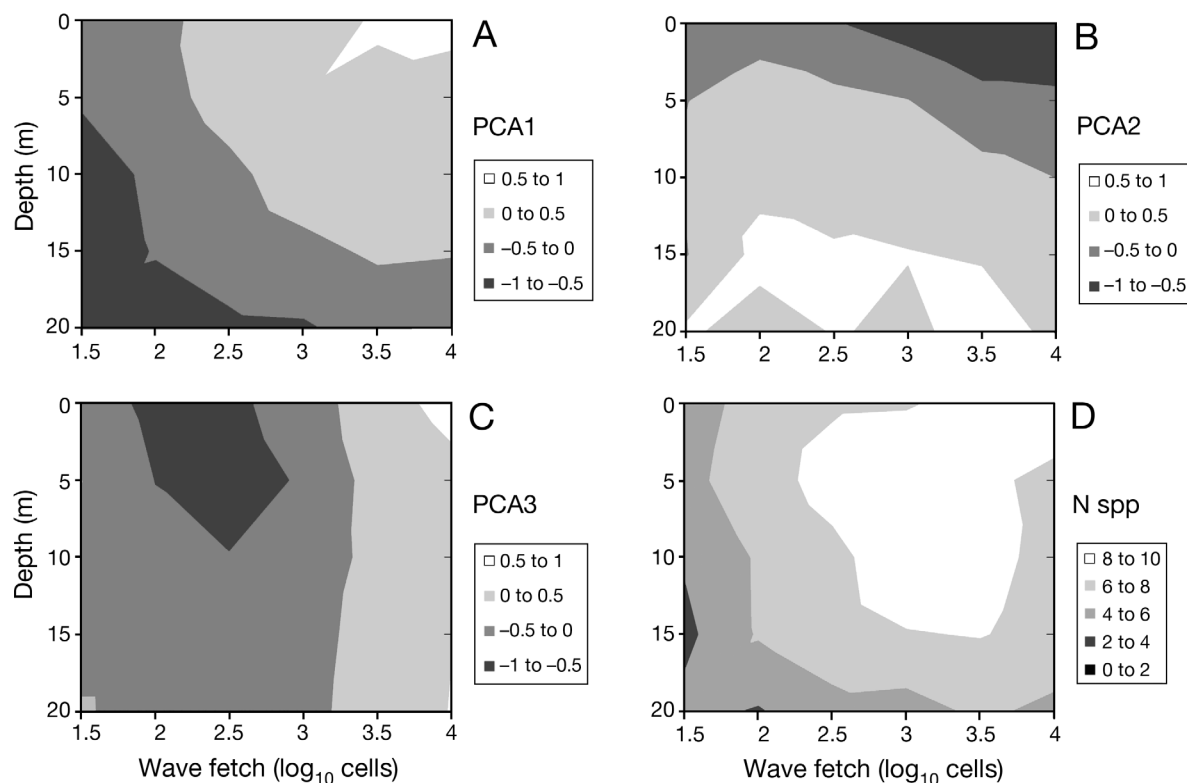 A
0
5
10
15
20
Depth (m)
1.5 2 2.5 3 3.5 4
PCA1
0.5 to 1
0 to 0.5
–0.5 to 0
–1 to –0.5
B
0
5
10
15
20
1.5 2 2.5 3 3.5 4
PCA2
0.5 to 1
0 to 0.5
–0.5 to 0
–1 to –0.5
C
0
5
10
15
20
Depth (m)
1.5 2 2.5 3 3.5 4
Wave fetch (log10 cells)
PCA3
0.5 to 1
0 to 0.5
–0.5 to 0
–1 to –0.5
D
0
5
10
15
20
1.5 2 2.5 3 3.5 4
Wave fetch (log10 cells)
N spp
8 to 10
6 to 8
4 to 6
2 to 4
0 to 2